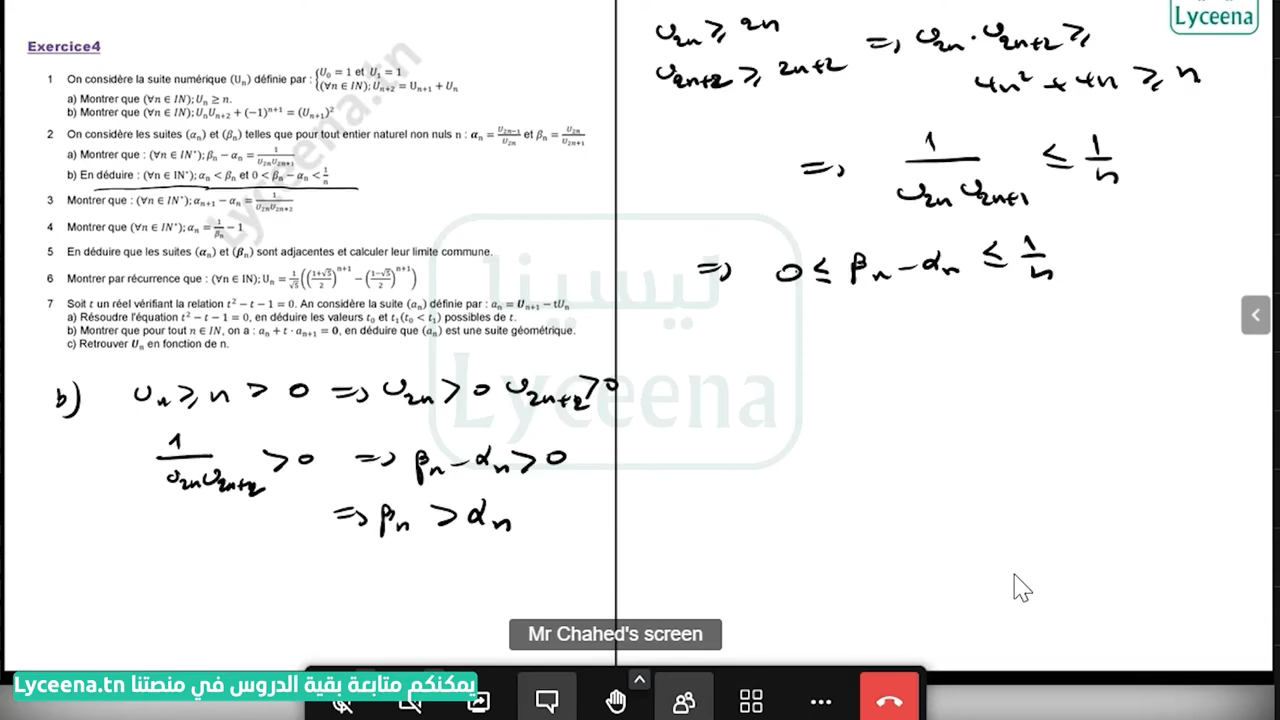 Exercice4
1 On considère la suite numérique (Uₙ) définie par : {U₀ = 1 et U₁ = 1
{(∀n ∈ IN); Uₙ₊₂ = Uₙ₊₁ + Uₙ
a) Montrer que (∀n ∈ IN); Uₙ ≥ n.
b) Montrer que (∀n ∈ IN); UₙUₙ₊₂ + (−1)ⁿ⁺¹ = (Uₙ₊₁)²
2 On considère les suites (αₙ) et (βₙ) telles que pour tout entier naturel non nuls n : αₙ = U₂ₙ₋₁/U₂ₙ et βₙ = U₂ₙ/U₂ₙ₊₁
a) Montrer que : (∀n ∈ IN*); βₙ − αₙ = 1/(U₂ₙU₂ₙ₊₁)
b) En déduire : (∀n ∈ IN*); αₙ < βₙ et 0 < βₙ − αₙ < 1/n
3 Montrer que : (∀n ∈ IN*); αₙ₊₁ − αₙ = 1/(U₂ₙU₂ₙ₊₂)
4 Montrer que (∀n ∈ IN*); αₙ = 1/βₙ − 1
5 En déduire que les suites (αₙ) et (βₙ) sont adjacentes et calculer leur limite commune.
6 Montrer par récurrence que : (∀n ∈ IN); Uₙ = 1/√5 (((1+√5)/2)ⁿ⁺¹ − ((1−√5)/2)ⁿ⁺¹)
7 Soit t un réel vérifiant la relation t² − t − 1 = 0. An considère la suite (aₙ) définie par : aₙ = Uₙ₊₁ − tUₙ
a) Résoudre l'équation t² − t − 1 = 0, en déduire les valeurs t₀ et t₁(t₀ < t₁) possibles de t.
b) Montrer que pour tout n ∈ IN, on a : aₙ + t · aₙ₊₁ = 0, en déduire que (aₙ) est une suite géométrique.
c) Retrouver Uₙ en fonction de n.
b) Uₙ ≥ n > 0 => U₂ₙ > 0 U₂ₙ₊₂ > 0
1/(U₂ₙU₂ₙ₊₂) > 0 => βₙ − αₙ > 0
=> βₙ > αₙ
U₂ₙ ≥ 2n => U₂ₙ · U₂ₙ₊₂ ≥
U₂ₙ₊₂ ≥ 2n+2 4n² + 4n ≥ n
=> 1/(U₂ₙ U₂ₙ₊₁) ≤ 1/n
=> 0 ≤ βₙ − αₙ ≤ 1/n
Lyceena
lyceena.tn
ليسينا
Lyceena
Mr Chahed's screen
يمكنكم متابعة بقية الدروس في منصتنا Lyceena.tn